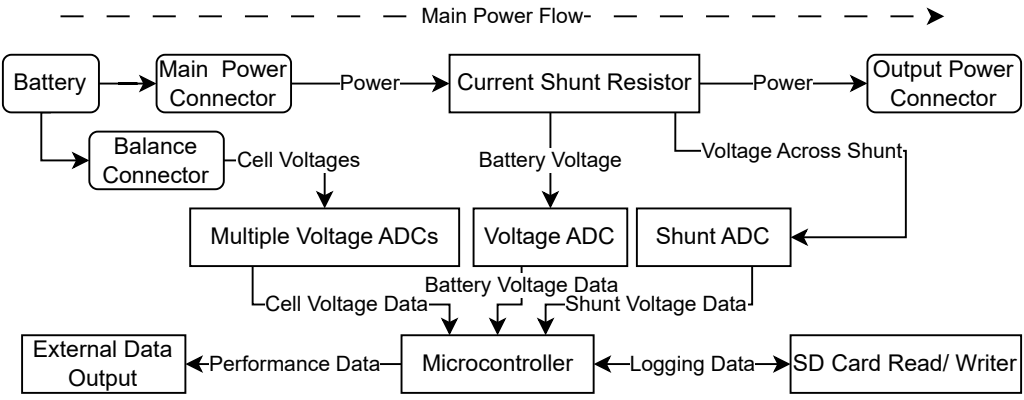 Main Power Flow
Battery
Main Power
Connector
Power
Current Shunt Resistor
Power
Output Power
Connector
Balance
Connector
Cell Voltages
Battery Voltage
Voltage Across Shunt
Multiple Voltage ADCs
Voltage ADC
Shunt ADC
Battery Voltage Data
Cell Voltage Data
Shunt Voltage Data
External Data
Output
Performance Data
Microcontroller
Logging Data
SD Card Read/ Writer